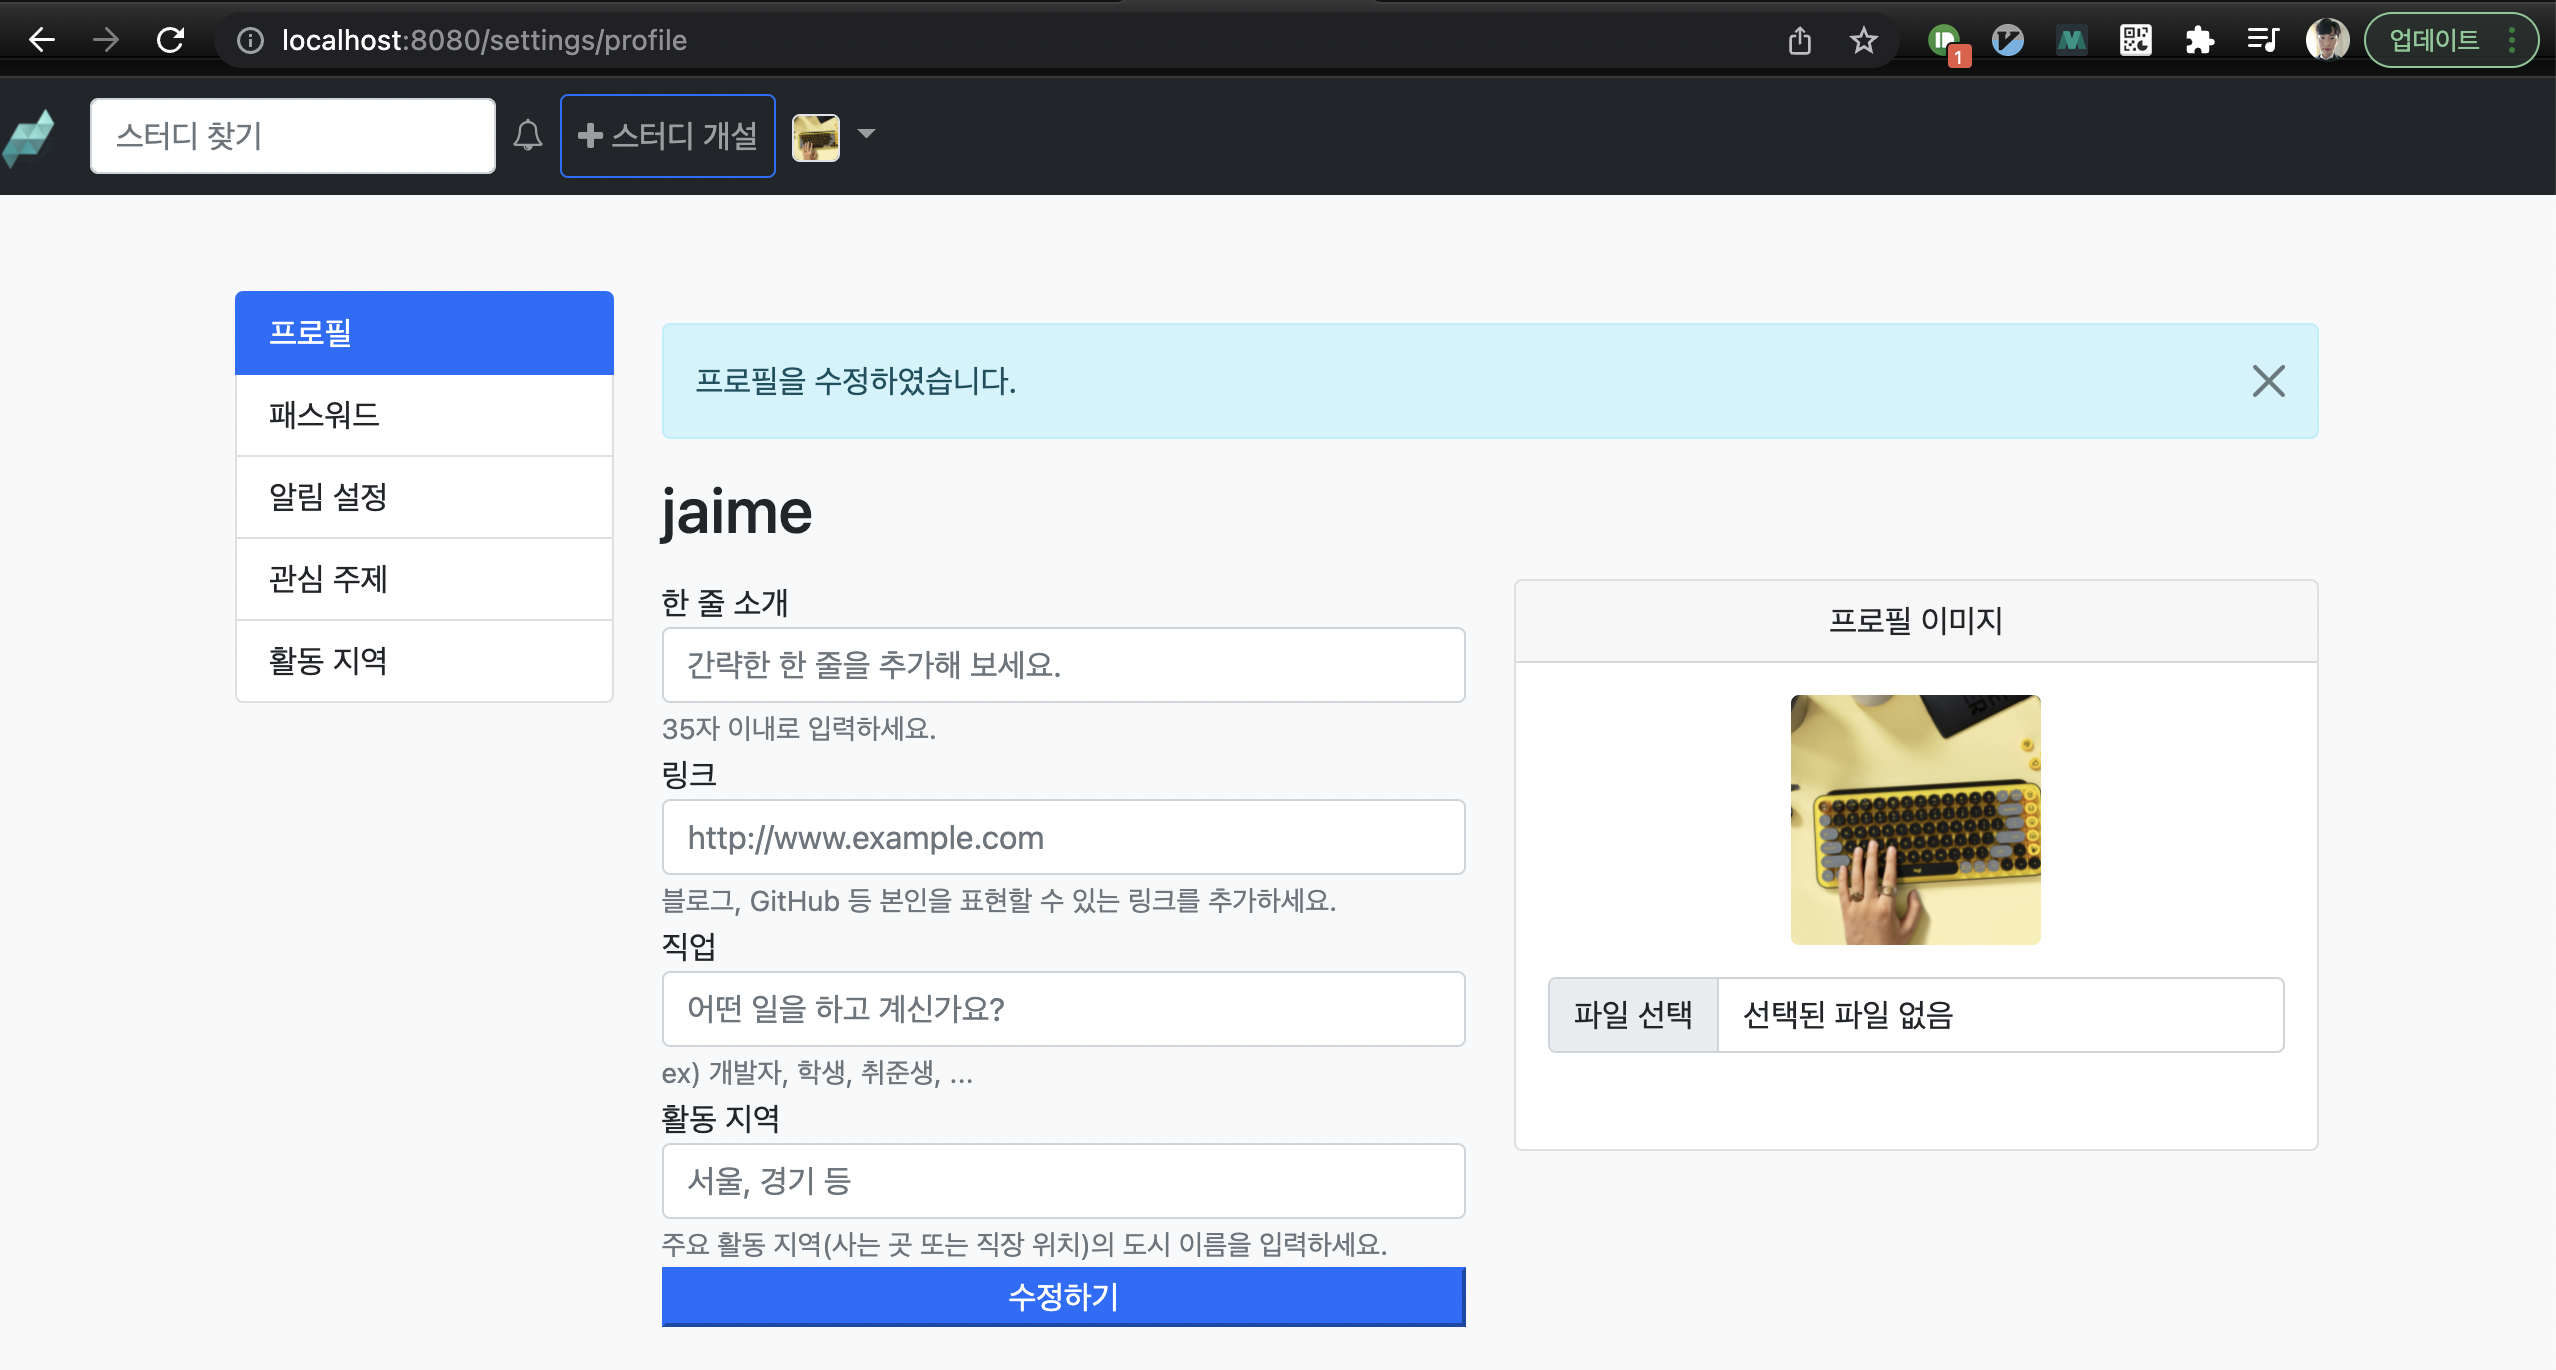 localhost:8080/settings/profile
1
업데이트
스터디 찾기
스터디 개설
프로필
패스워드
알림 설정
관심 주제
활동 지역
프로필을 수정하였습니다.
jaime
한 줄 소개
간략한 한 줄을 추가해 보세요.
35자 이내로 입력하세요.
링크
http://www.example.com
블로그, GitHub 등 본인을 표현할 수 있는 링크를 추가하세요.
직업
어떤 일을 하고 계신가요?
ex) 개발자, 학생, 취준생, ...
활동 지역
서울, 경기 등
주요 활동 지역(사는 곳 또는 직장 위치)의 도시 이름을 입력하세요.
수정하기
프로필 이미지
파일 선택 선택된 파일 없음